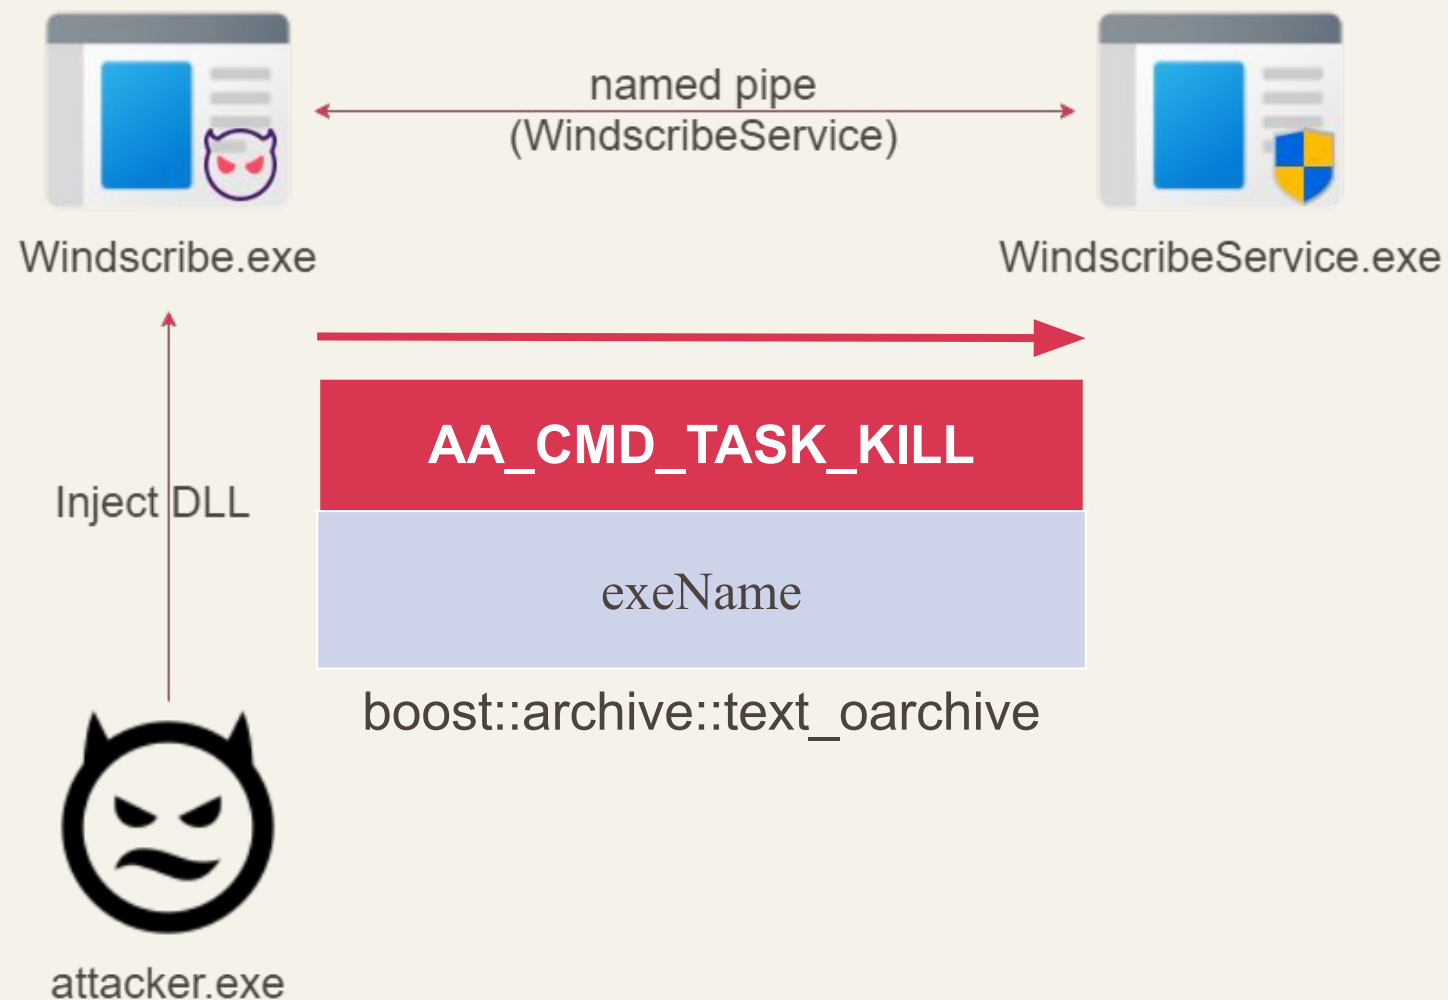 named pipe
(WindscribeService)
Windscribe.exe
WindscribeService.exe
AA_CMD_TASK_KILL
Inject DLL
exeName
boost::archive::text_oarchive
attacker.exe